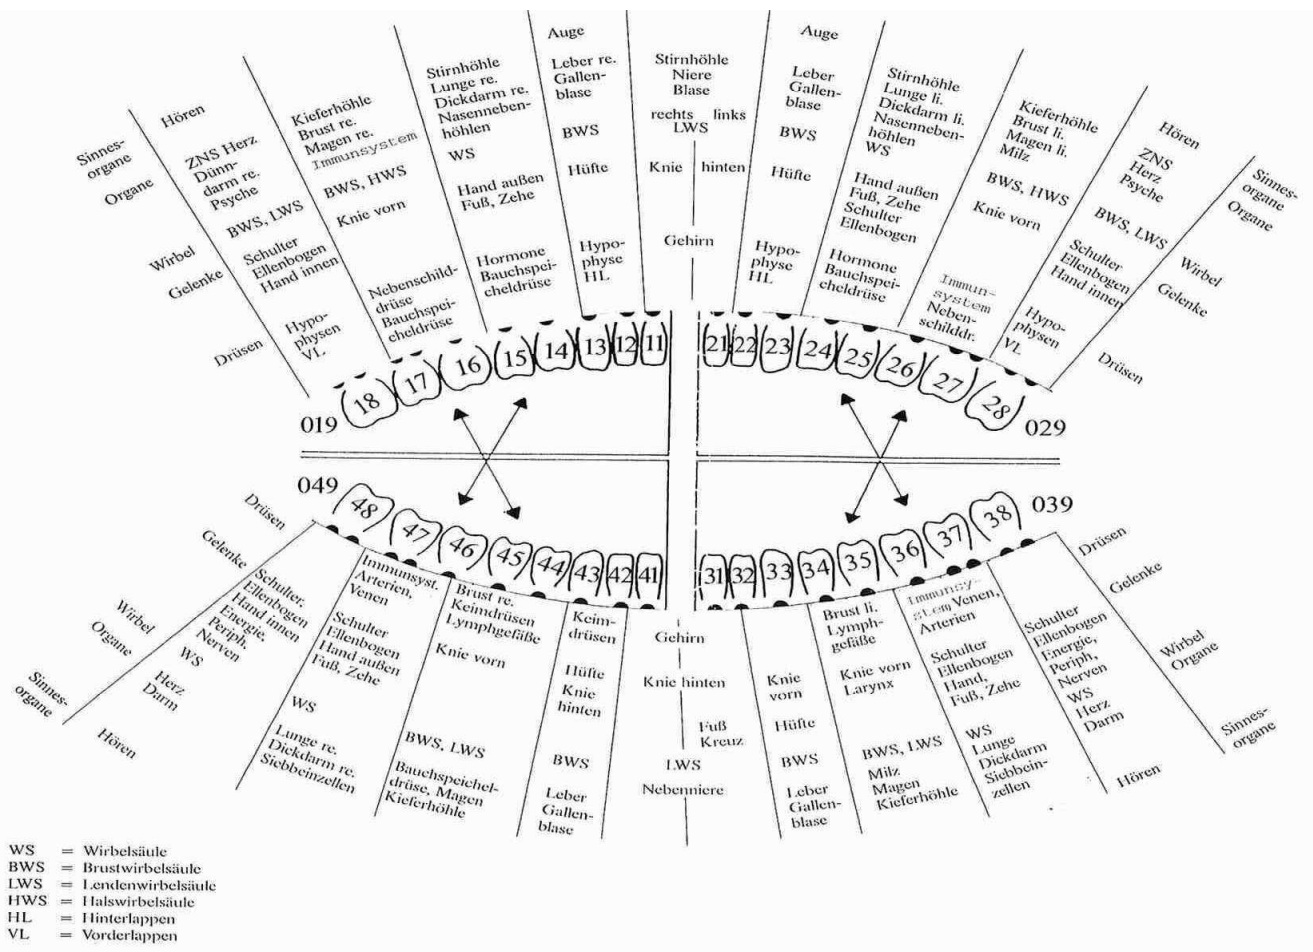 Sinnes-
organe
Organe
Wirbel
Gelenke
Drüsen
Hören
ZNS Herz
Dünn-
darm re.
Psyche
BWS, LWS
Schulter
Ellenbogen
Hand innen
Hypo-
physen
VL
Kieferhöhle
Brust re.
Magen re.
Immunsystem
BWS, HWS
Knie vorn
Nebenschild-
drüse
Bauchspei-
cheldrüse
Stirnhöhle
Lunge re.
Dickdarm re.
Nasenneben-
höhlen
WS
Hand außen
Fuß, Zehe
Hormone
Bauchspei-
cheldrüse
Auge
Leber re.
Gallen-
blase
BWS
Hüfte
Hypo-
physe
HL
Stirnhöhle
Niere
Blase
rechts links
LWS
Knie hinten
Gehirn
Auge
Leber
Gallen-
blase
BWS
Hüfte
Hypo-
physe
HL
Stirnhöhle
Lunge li.
Dickdarm li.
Nasenneben-
höhlen
WS
Hand außen
Fuß, Zehe
Schulter
Ellenbogen
Hormone
Bauchspei-
cheldrüse
Kieferhöhle
Brust li.
Magen li.
Milz
BWS, HWS
Knie vorn
Immun-
system
Neben-
schilddr.
Hören
ZNS
Herz
Psyche
BWS, LWS
Schulter
Ellenbogen
Hand innen
Hypo-
physen
VL
Sinnes-
organe
Organe
Wirbel
Gelenke
Drüsen
019 18 17 16 15 14 13 12 11 21 22 23 24 25 26 27 28 029
049 48 47 46 45 44 43 42 41 31 32 33 34 35 36 37 38 039
Drüsen
Gelenke
Wirbel
Organe
Sinnes-
organe
Schulter,
Ellenbogen
Hand innen
Energie,
Periph,
Nerven
WS
Herz
Darm
Hören
Immunsyst.
Arterien,
Venen
Schulter
Ellenbogen
Hand außen
Fuß, Zehe
WS
Lunge re.
Dickdarm re.
Siebbeinzellen
Brust re.
Keimdrüsen
Lymphgefäße
Knie vorn
BWS, LWS
Bauchspeichel-
drüse, Magen
Kieferhöhle
Keim-
drüsen
Hüfte
Knie
hinten
BWS
Leber
Gallen-
blase
Gehirn
Knie hinten
Fuß
Kreuz
LWS
Nebenniere
Knie
vorn
Hüfte
BWS
Leber
Gallen-
blase
Brust li.
Lymph-
gefäße
Knie vorn
Larynx
BWS, LWS
Milz
Magen
Kieferhöhle
Immunsy-
stem Venen,
Arterien
Schulter
Ellenbogen
Hand,
Fuß, Zehe
WS
Lunge
Dickdarm
Siebbein-
zellen
Schulter
Ellenbogen
Energie,
Periph,
Nerven
WS
Herz
Darm
Hören
Drüsen
Gelenke
Wirbel
Organe
Sinnes-
organe
WS = Wirbelsäule
BWS = Brustwirbelsäule
LWS = Lendenwirbelsäule
HWS = Halswirbelsäule
HL = Hinterlappen
VL = Vorderlappen